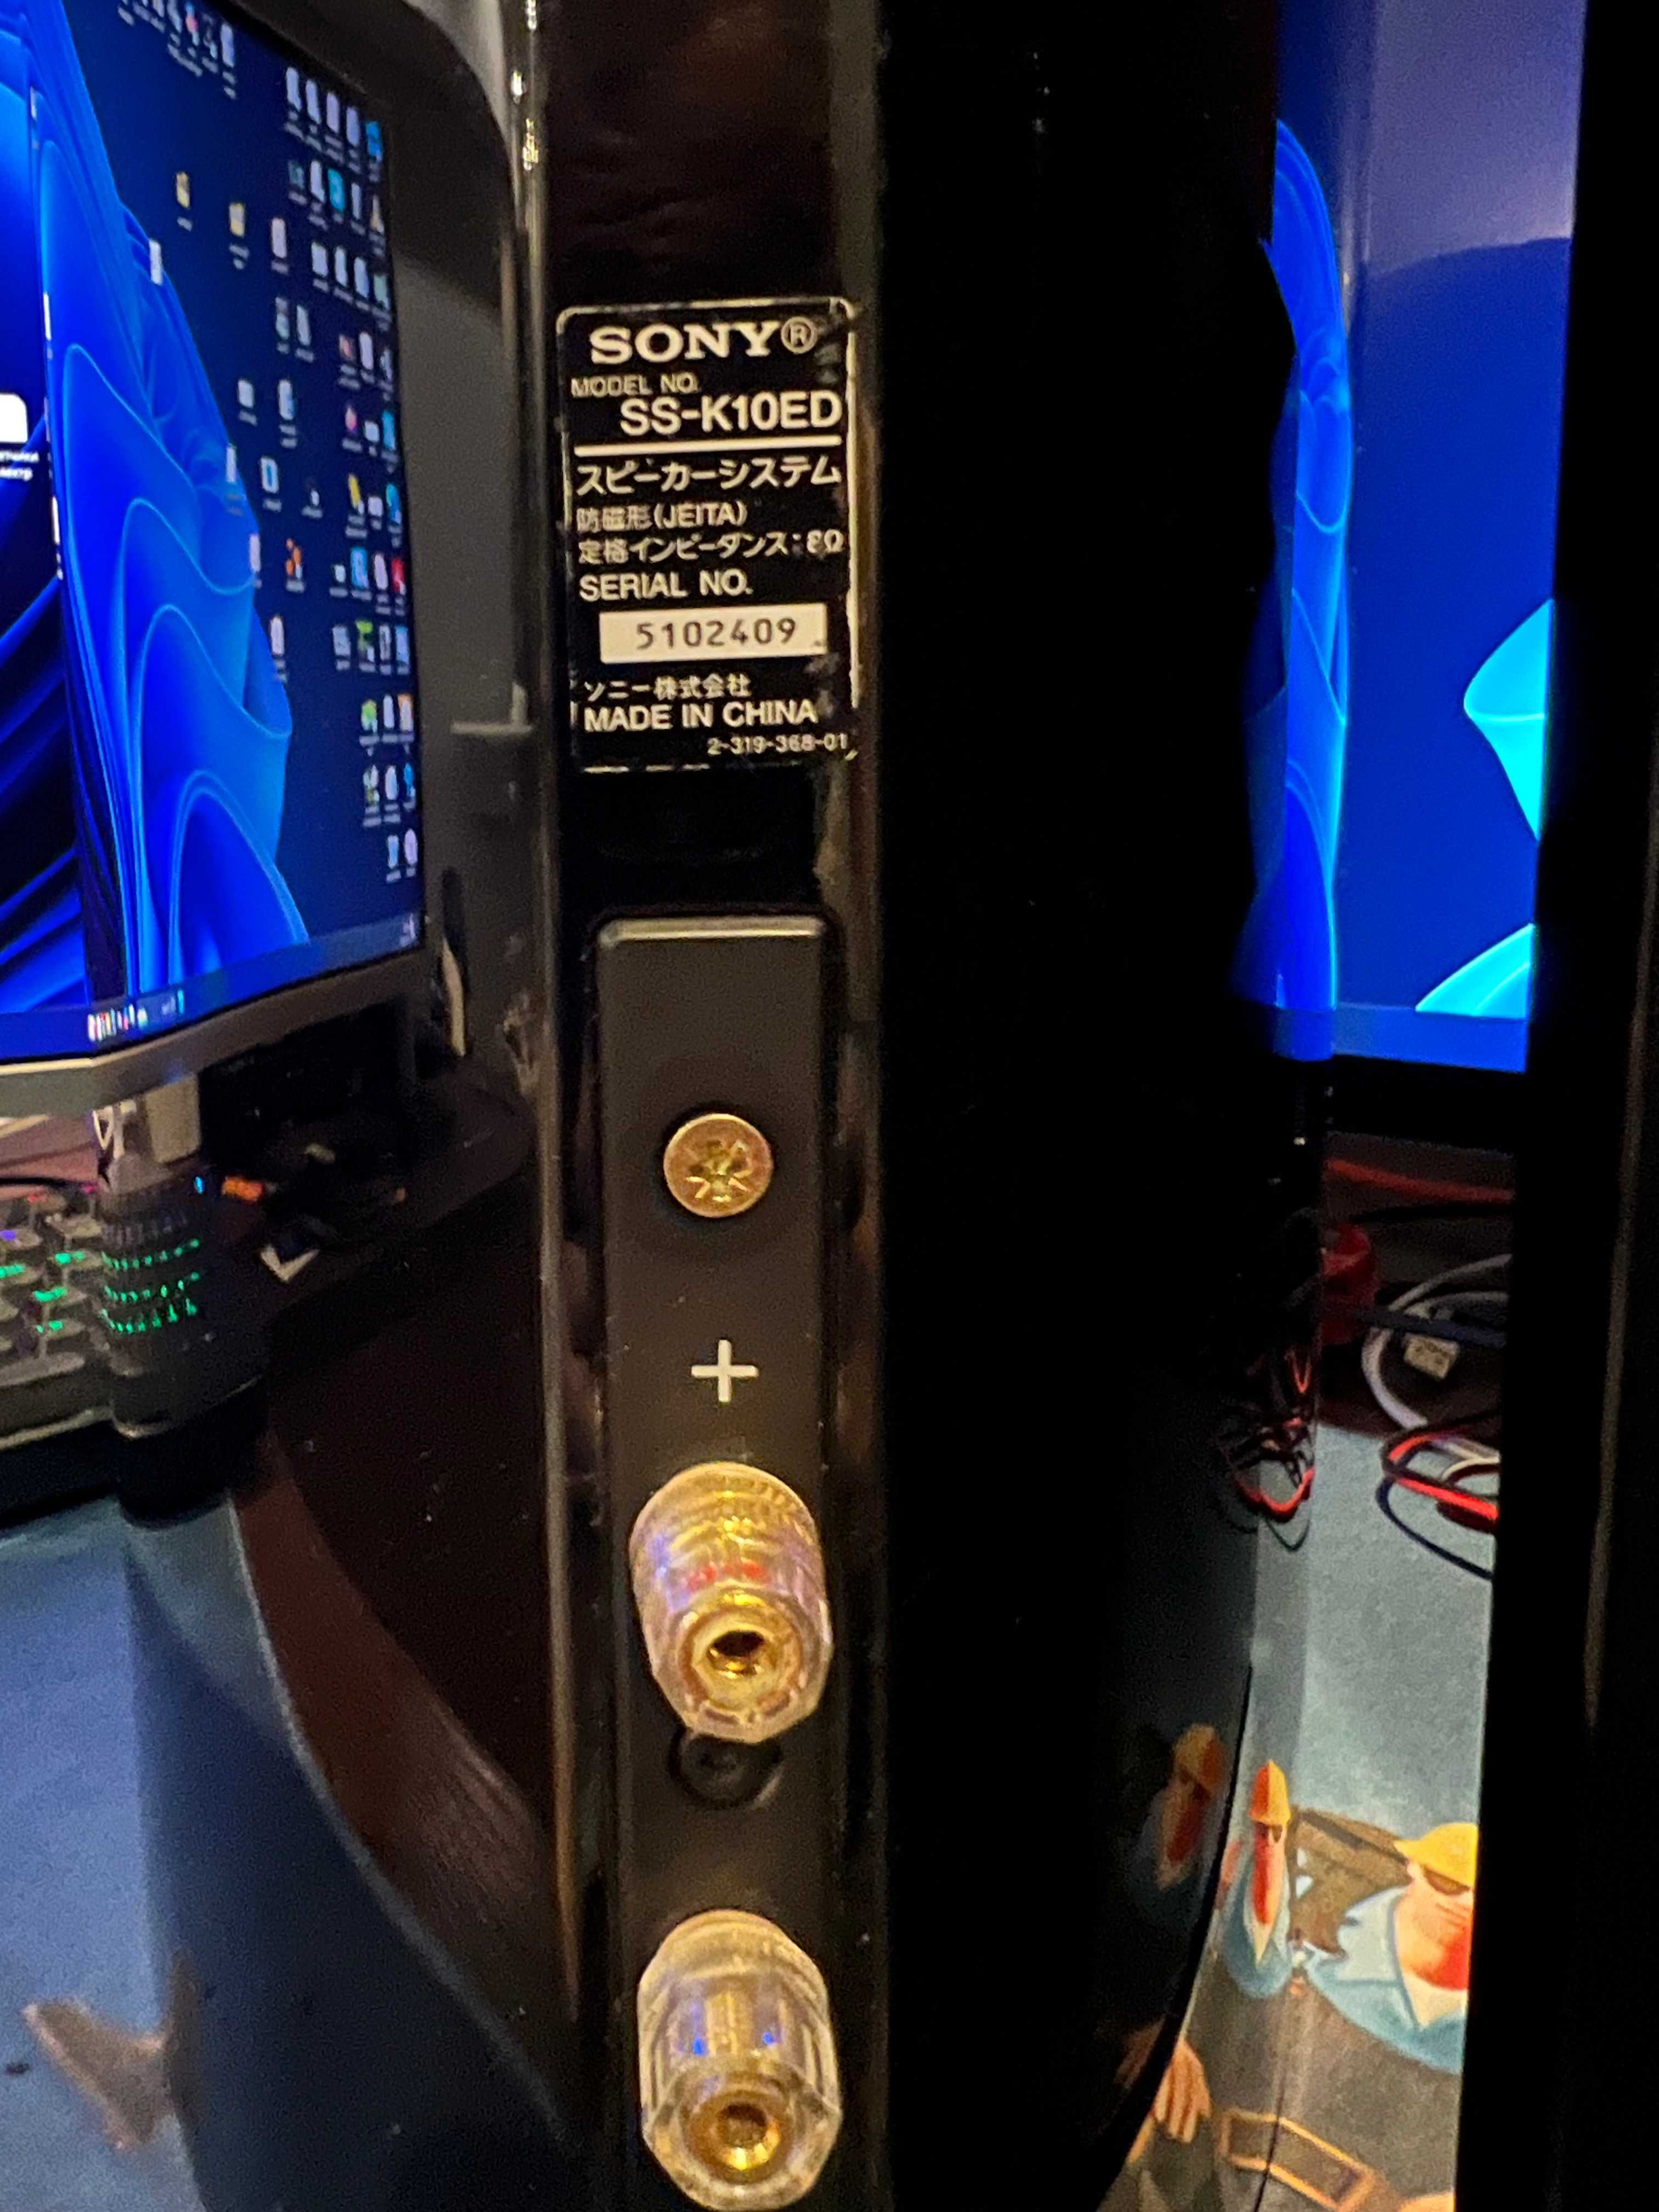 SONY®
MODEL NO.
SS-K10ED
スピーカーシステム
防磁形(JEITA)
定格インピーダンス:8Ω
SERIAL NO.
5102409
ソニー株式会社
MADE IN CHINA
2-319-368-01
+